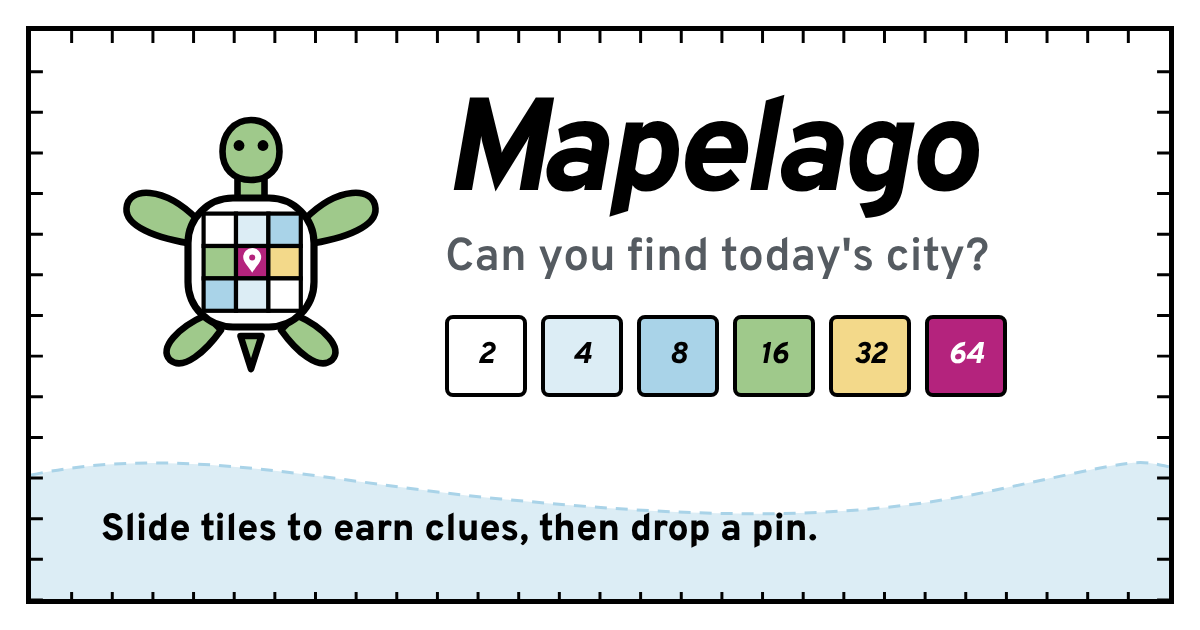 Mapelago
Can you find today's city?
2 4 8 16 32 64
Slide tiles to earn clues, then drop a pin.